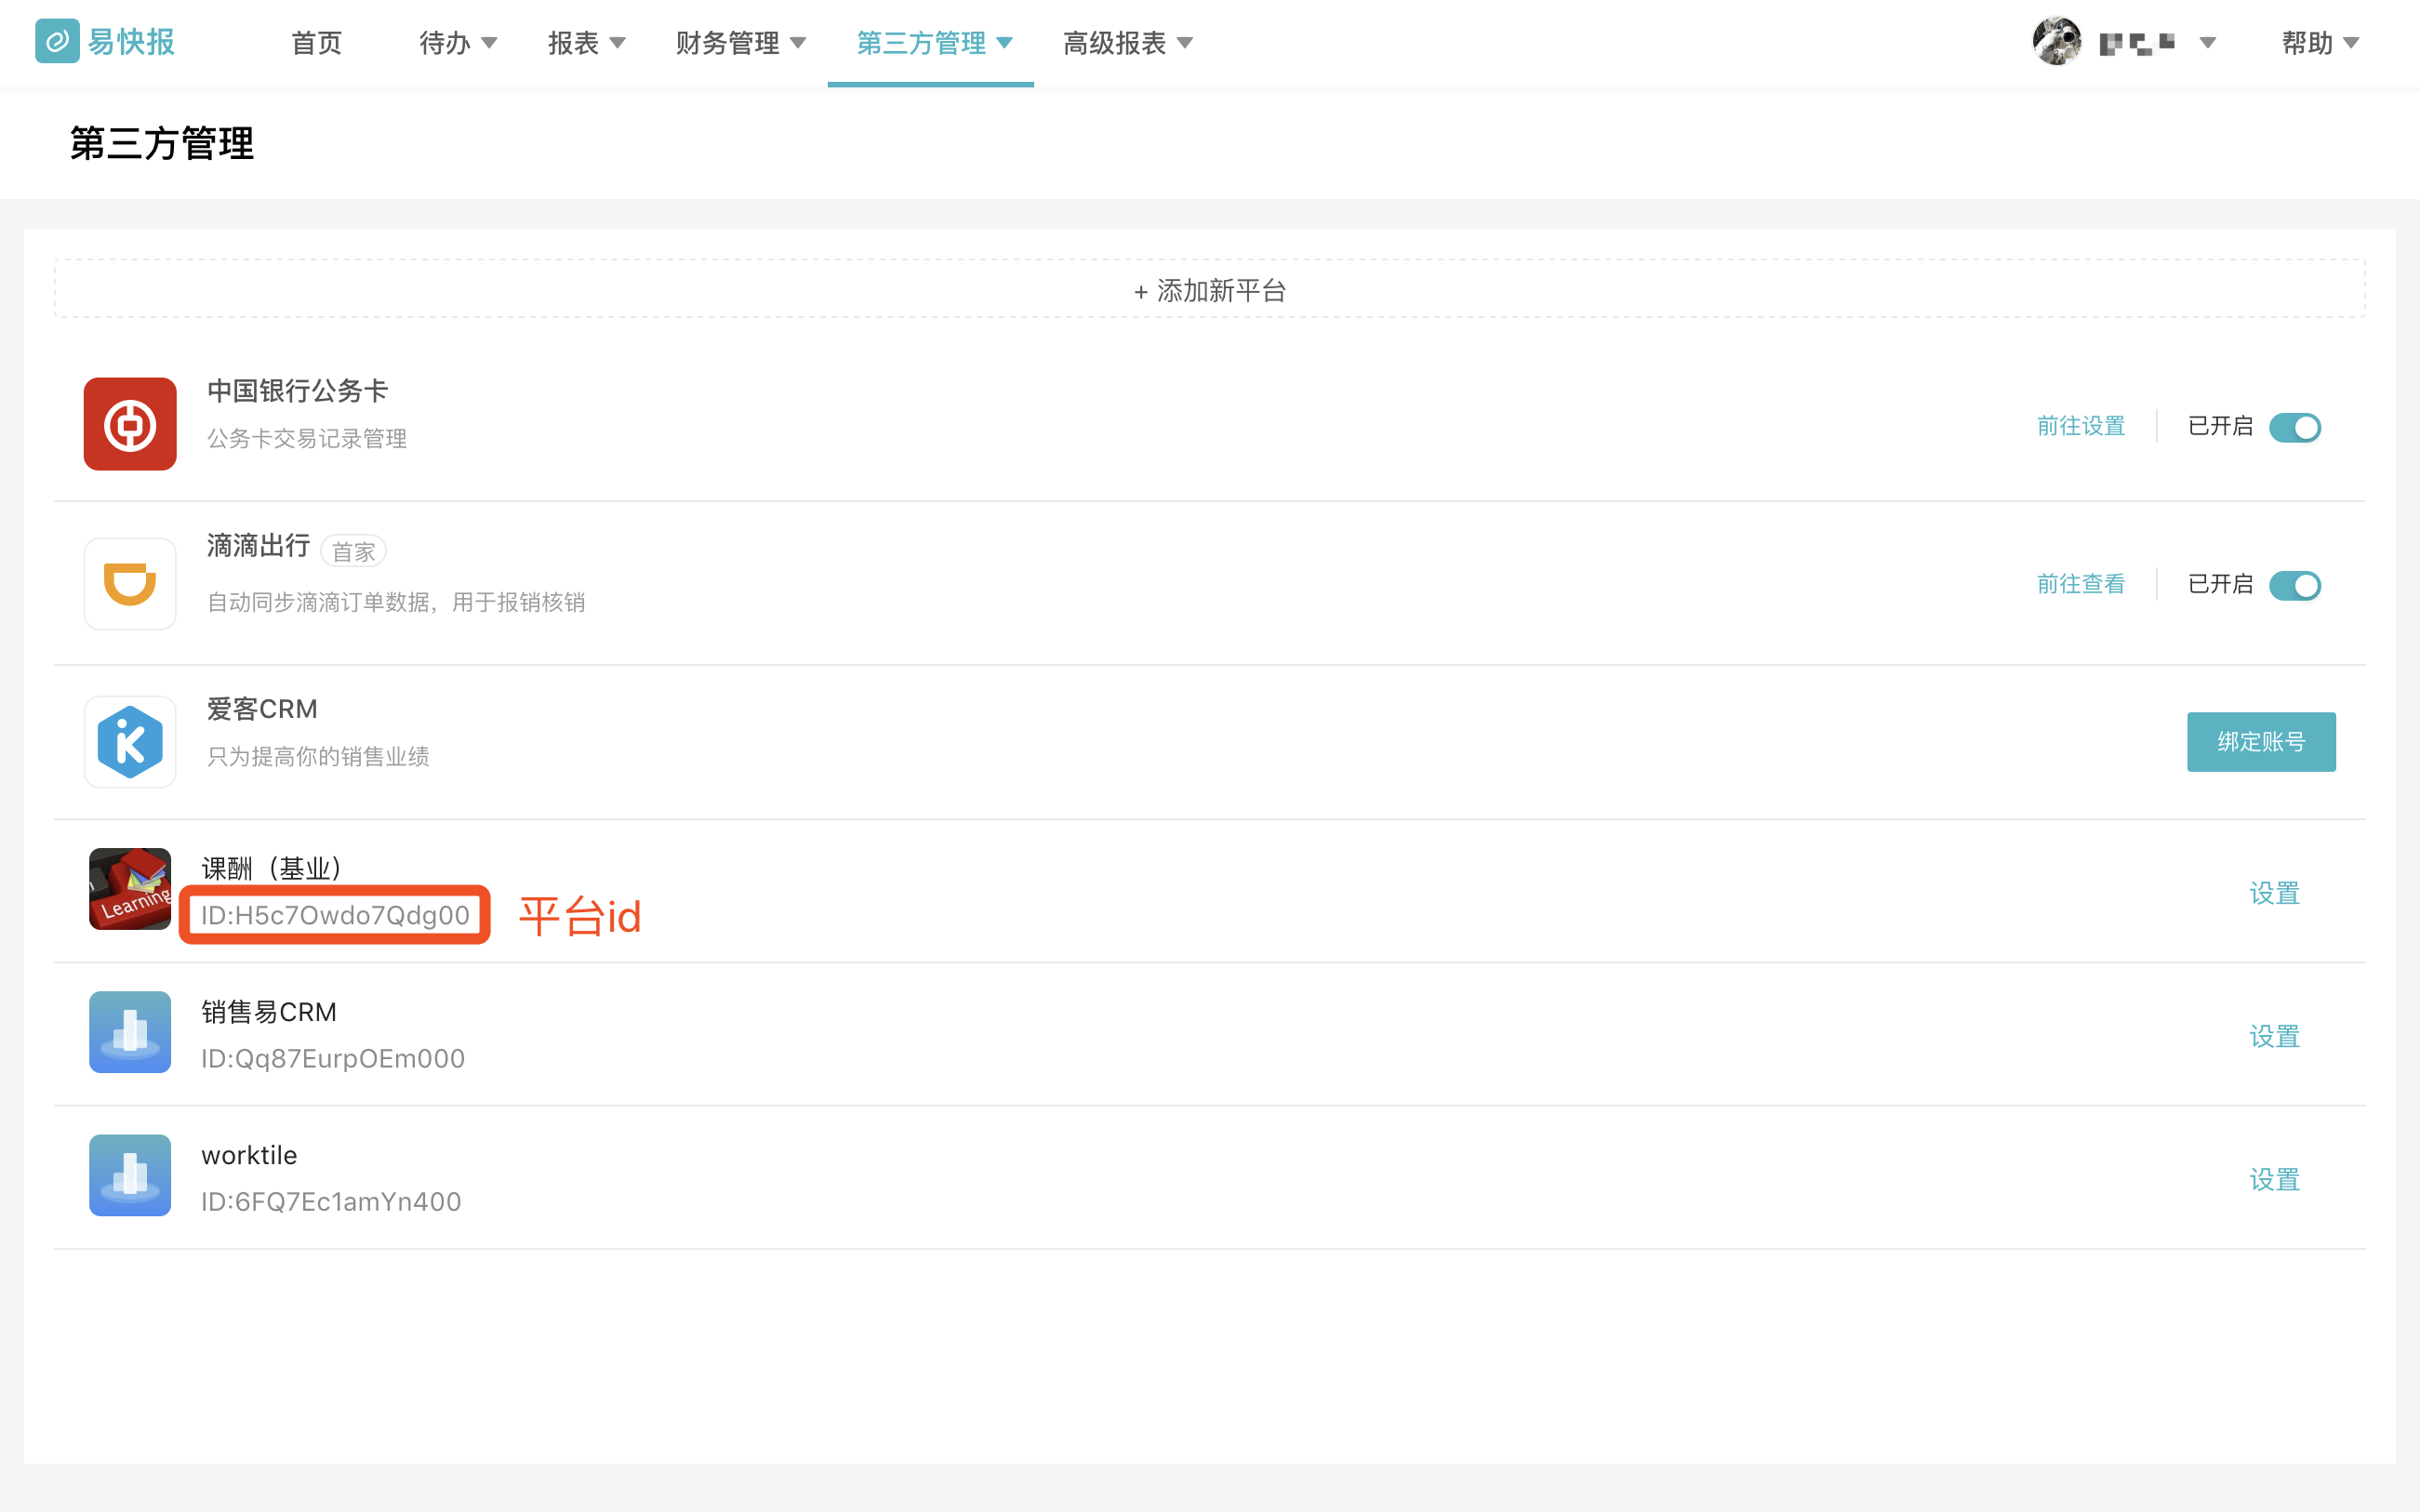 易快报 首页 待办 报表 财务管理 第三方管理 高级报表 帮助
第三方管理
+ 添加新平台
中国银行公务卡
公务卡交易记录管理
前往设置 已开启
滴滴出行 首家
自动同步滴滴订单数据，用于报销核销
前往查看 已开启
爱客CRM
只为提高你的销售业绩
绑定账号
Learning
课酬（基业）
ID:H5c7Owdo7Qdg00 平台id
设置
销售易CRM
ID:Qq87EurpOEm000
设置
worktile
ID:6FQ7Ec1amYn400
设置